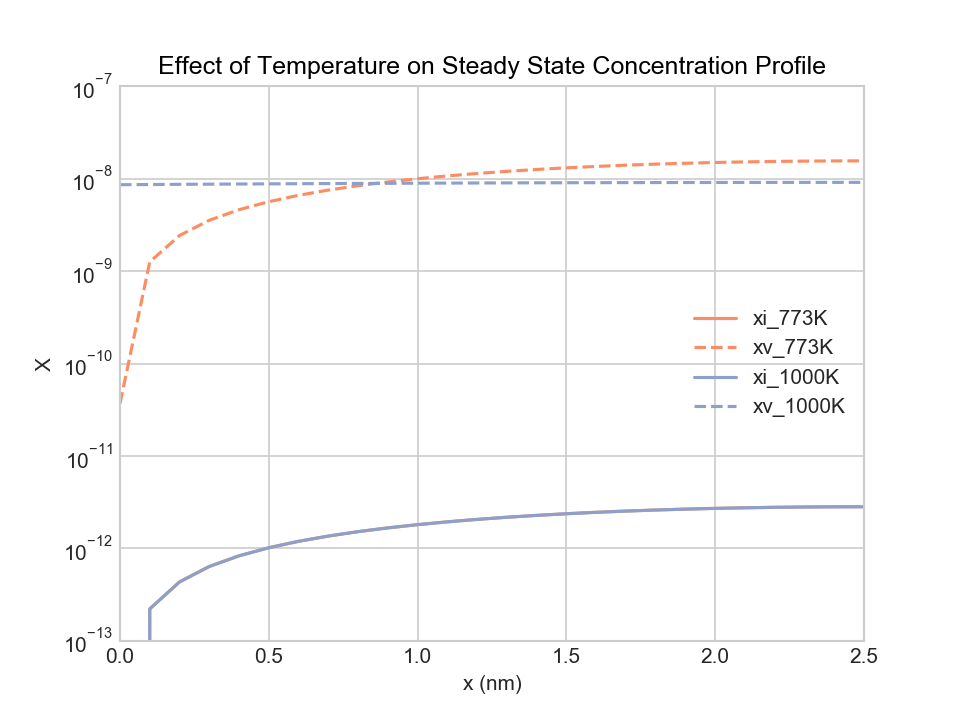 Effect of Temperature on Steady State Concentration Profile
10⁻⁷
10⁻⁸
10⁻⁹
10⁻¹⁰
10⁻¹¹
10⁻¹²
10⁻¹³
X
xi_773K
xv_773K
xi_1000K
xv_1000K
0.0 0.5 1.0 1.5 2.0 2.5
x (nm)